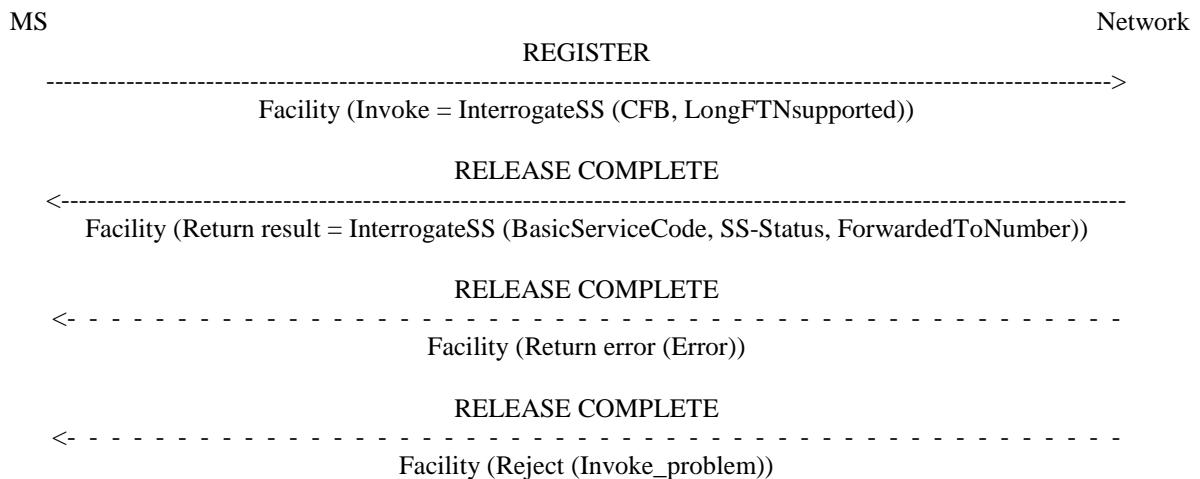 MS Network
REGISTER
Facility (Invoke = InterrogateSS (CFB, LongFTNsupported))
RELEASE COMPLETE
Facility (Return result = InterrogateSS (BasicServiceCode, SS-Status, ForwardedToNumber))
RELEASE COMPLETE
Facility (Return error (Error))
RELEASE COMPLETE
Facility (Reject (Invoke_problem))